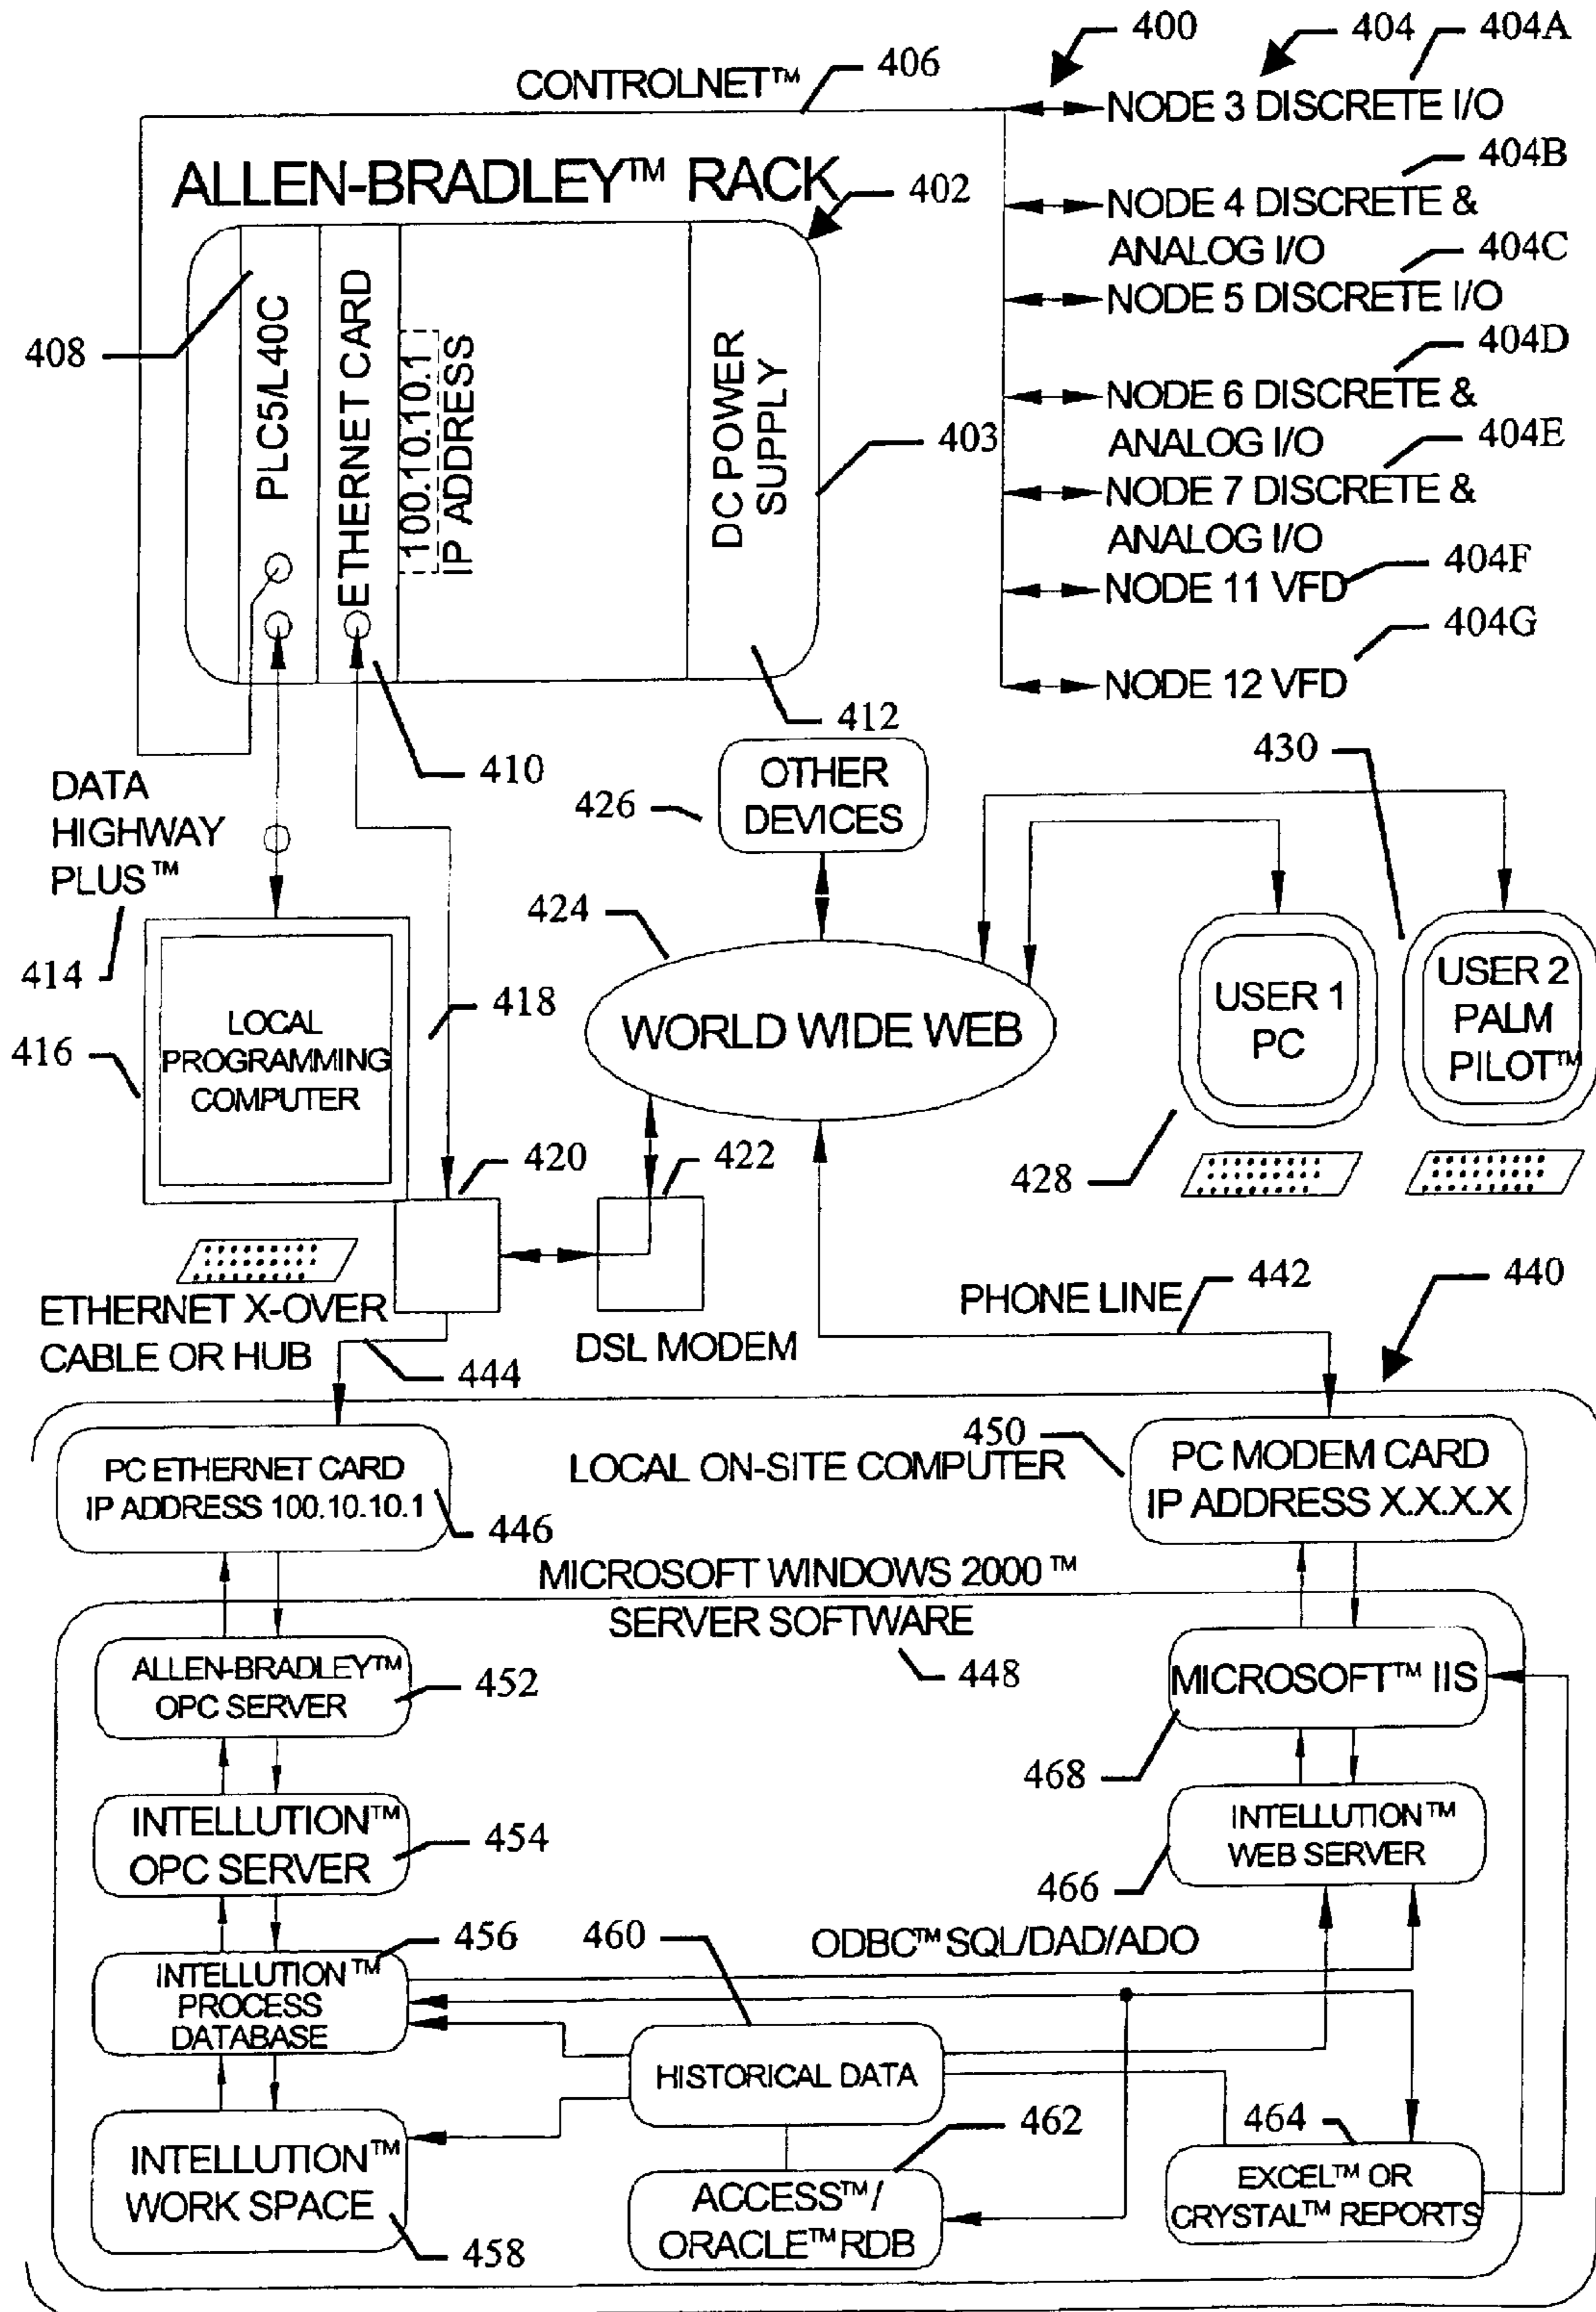 400
404
404A
CONTROLNET™
406
NODE 3 DISCRETE I/O
ALLEN-BRADLEY™ RACK
402
404B
NODE 4 DISCRETE &
ANALOG I/O
404C
NODE 5 DISCRETE I/O
404D
NODE 6 DISCRETE &
ANALOG I/O
404E
NODE 7 DISCRETE &
ANALOG I/O
404F
NODE 11 VFD
404G
NODE 12 VFD
408
PLC5/L40C
ETHERNET CARD
100.10.10.1
IP ADDRESS
DC POWER
SUPPLY
403
412
410
DATA
HIGHWAY
PLUS™
414
416
LOCAL
PROGRAMMING
COMPUTER
418
426
OTHER
DEVICES
424
WORLD WIDE WEB
430
USER 1
PC
USER 2
PALM
PILOT™
428
420
422
ETHERNET X-OVER
CABLE OR HUB
444
DSL MODEM
PHONE LINE
442
440
PC ETHERNET CARD
IP ADDRESS 100.10.10.1
446
LOCAL ON-SITE COMPUTER
450
PC MODEM CARD
IP ADDRESS X.X.X.X
MICROSOFT WINDOWS 2000™
SERVER SOFTWARE
448
ALLEN-BRADLEY™
OPC SERVER
452
MICROSOFT™ IIS
468
INTELLUTION™
OPC SERVER
454
INTELLUTION™
WEB SERVER
466
456
INTELLUTION™
PROCESS
DATABASE
460
ODBC™ SQL/DAD/ADO
HISTORICAL DATA
INTELLUTION™
WORK SPACE
458
462
ACCESS™/
ORACLE™ RDB
464
EXCEL™ OR
CRYSTAL™ REPORTS